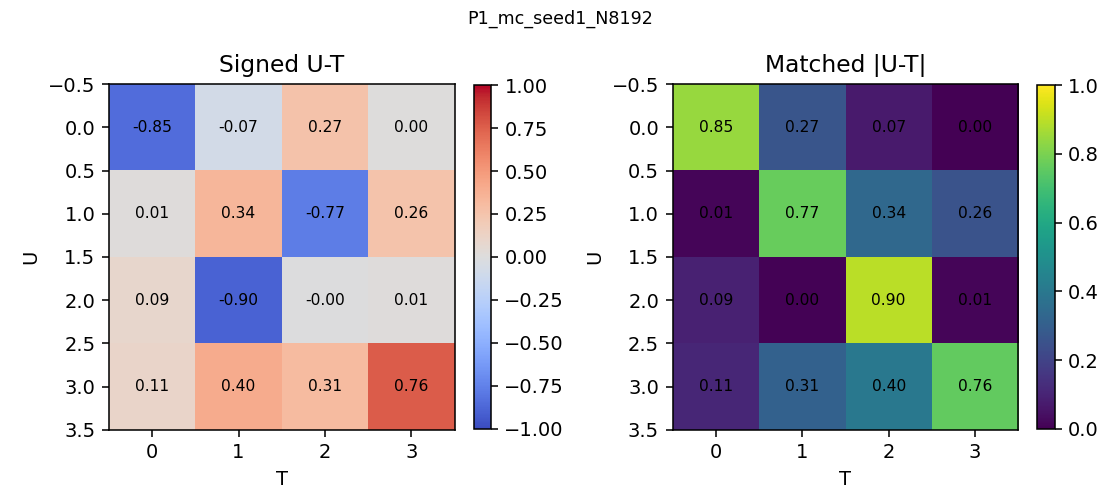 P1_mc_seed1_N8192
Signed U-T
Matched |U-T|
−0.5
0.0
0.5
1.0
1.5
2.0
2.5
3.0
3.5
U
-0.85 -0.07 0.27 0.00
0.01 0.34 -0.77 0.26
0.09 -0.90 -0.00 0.01
0.11 0.40 0.31 0.76
0 1 2 3
T
1.00
0.75
0.50
0.25
0.00
−0.25
−0.50
−0.75
−1.00
−0.5
0.0
0.5
1.0
1.5
2.0
2.5
3.0
3.5
U
0.85 0.27 0.07 0.00
0.01 0.77 0.34 0.26
0.09 0.00 0.90 0.01
0.11 0.31 0.40 0.76
0 1 2 3
T
1.0
0.8
0.6
0.4
0.2
0.0